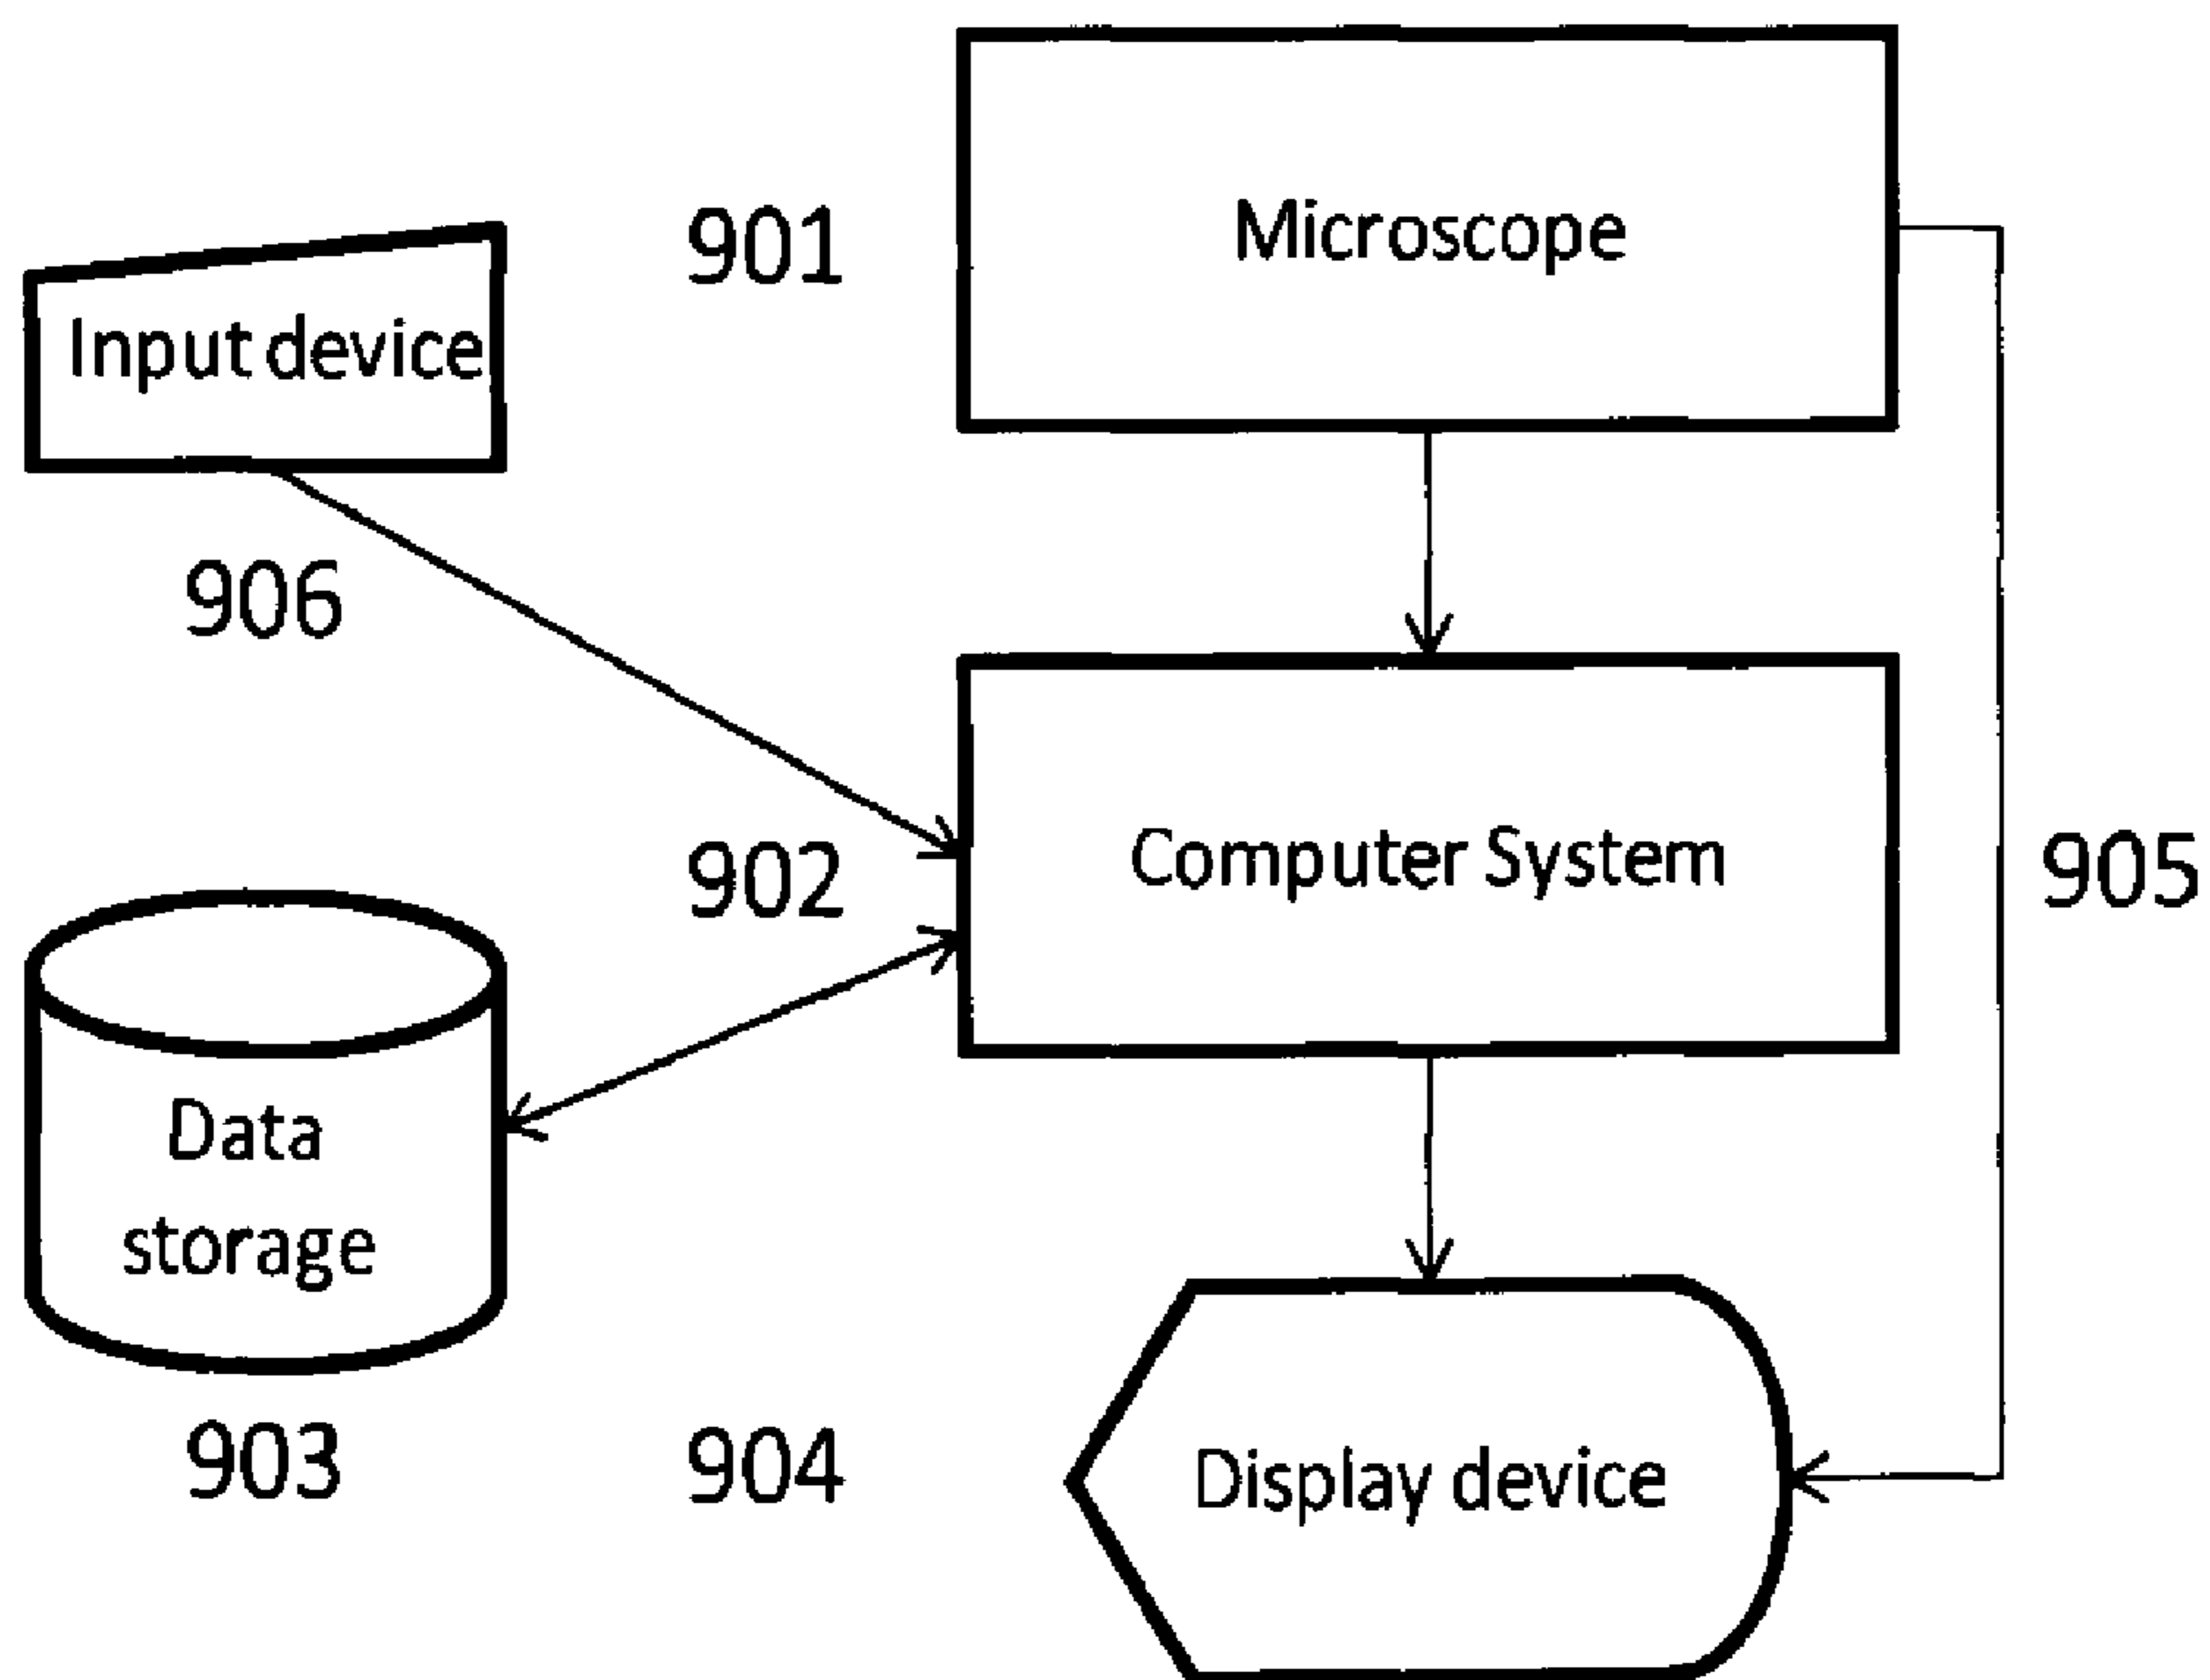 Microscope
901
Input device
906
902
Computer System
905
Data
storage
903
904
Display device